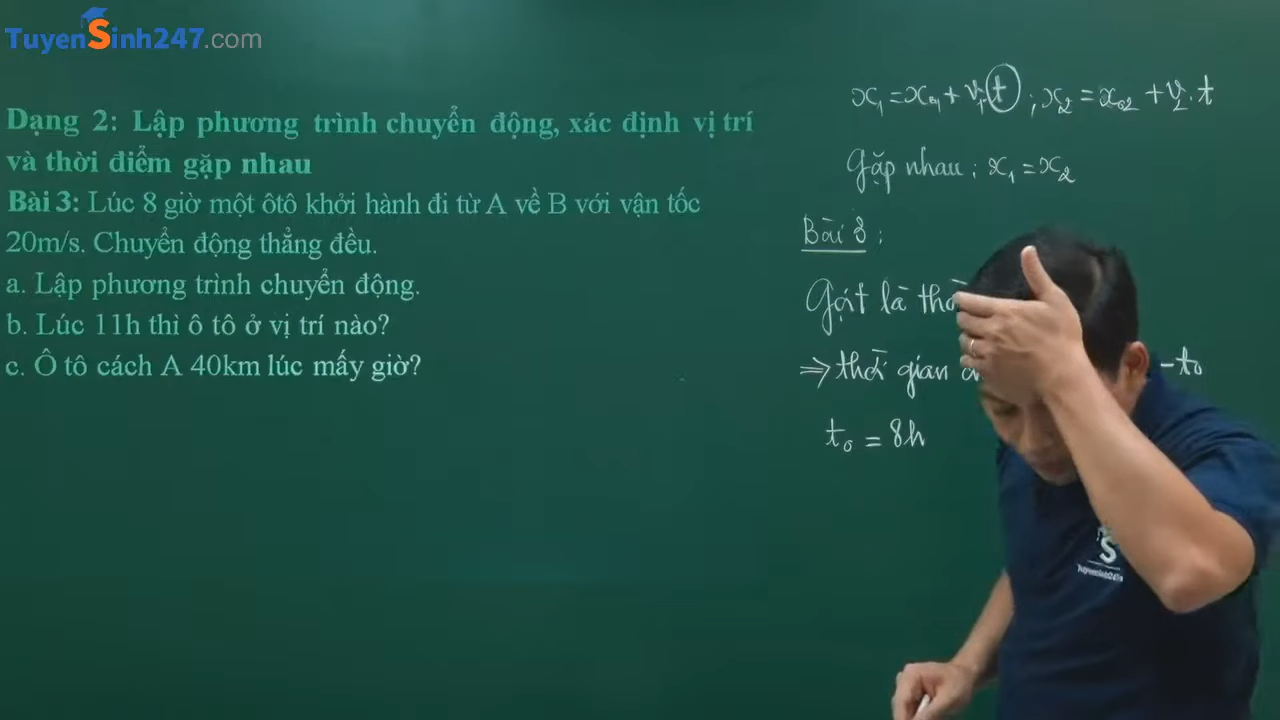 TuyenSinh247.com
Dạng 2: Lập phương trình chuyển động, xác định vị trí
và thời điểm gặp nhau
Bài 3: Lúc 8 giờ một ôtô khởi hành đi từ A về B với vận tốc
20m/s. Chuyển động thẳng đều.
a. Lập phương trình chuyển động.
b. Lúc 11h thì ô tô ở vị trí nào?
c. Ô tô cách A 40km lúc mấy giờ?
x₁ = x₀₁ + v₁ t ; x₂ = x₀₂ + v₂ . t
Gặp nhau : x₁ = x₂
Bài 3 :
Gọi t là
⇒ thời gian - t₀
t₀ = 8h
S
Tuyensinh247